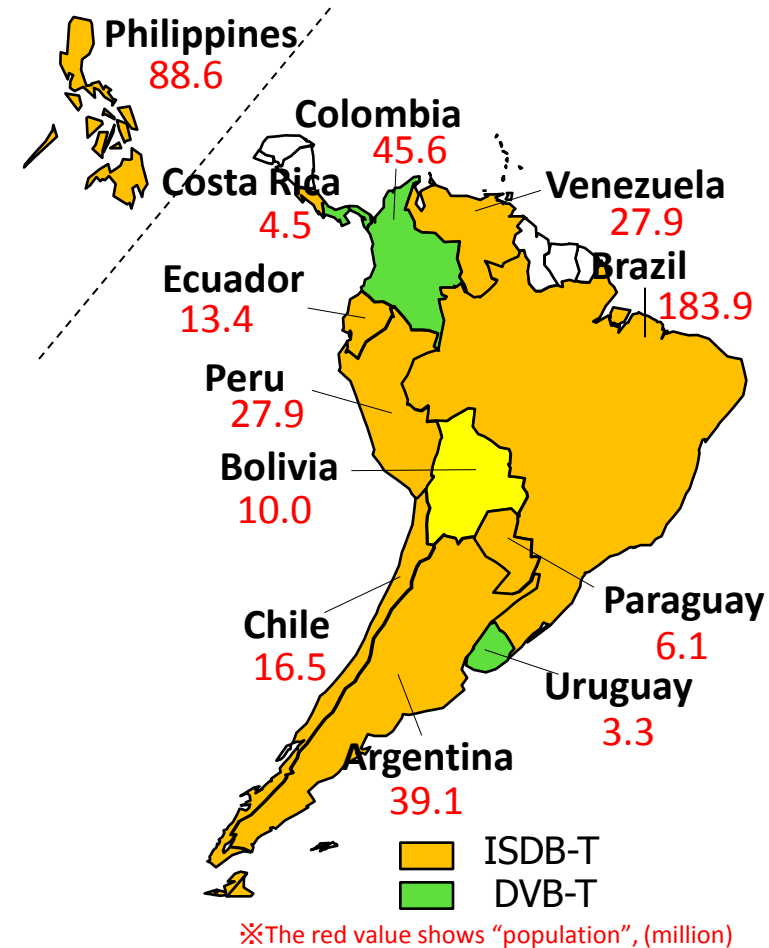 Philippines
88.6
Colombia
45.6
Costa Rica
4.5
Venezuela
27.9
Brazil
183.9
Ecuador
13.4
Peru
27.9
Bolivia
10.0
Paraguay
6.1
Chile
16.5
Uruguay
3.3
Argentina
39.1
ISDB-T
DVB-T
※The red value shows “population”, (million)